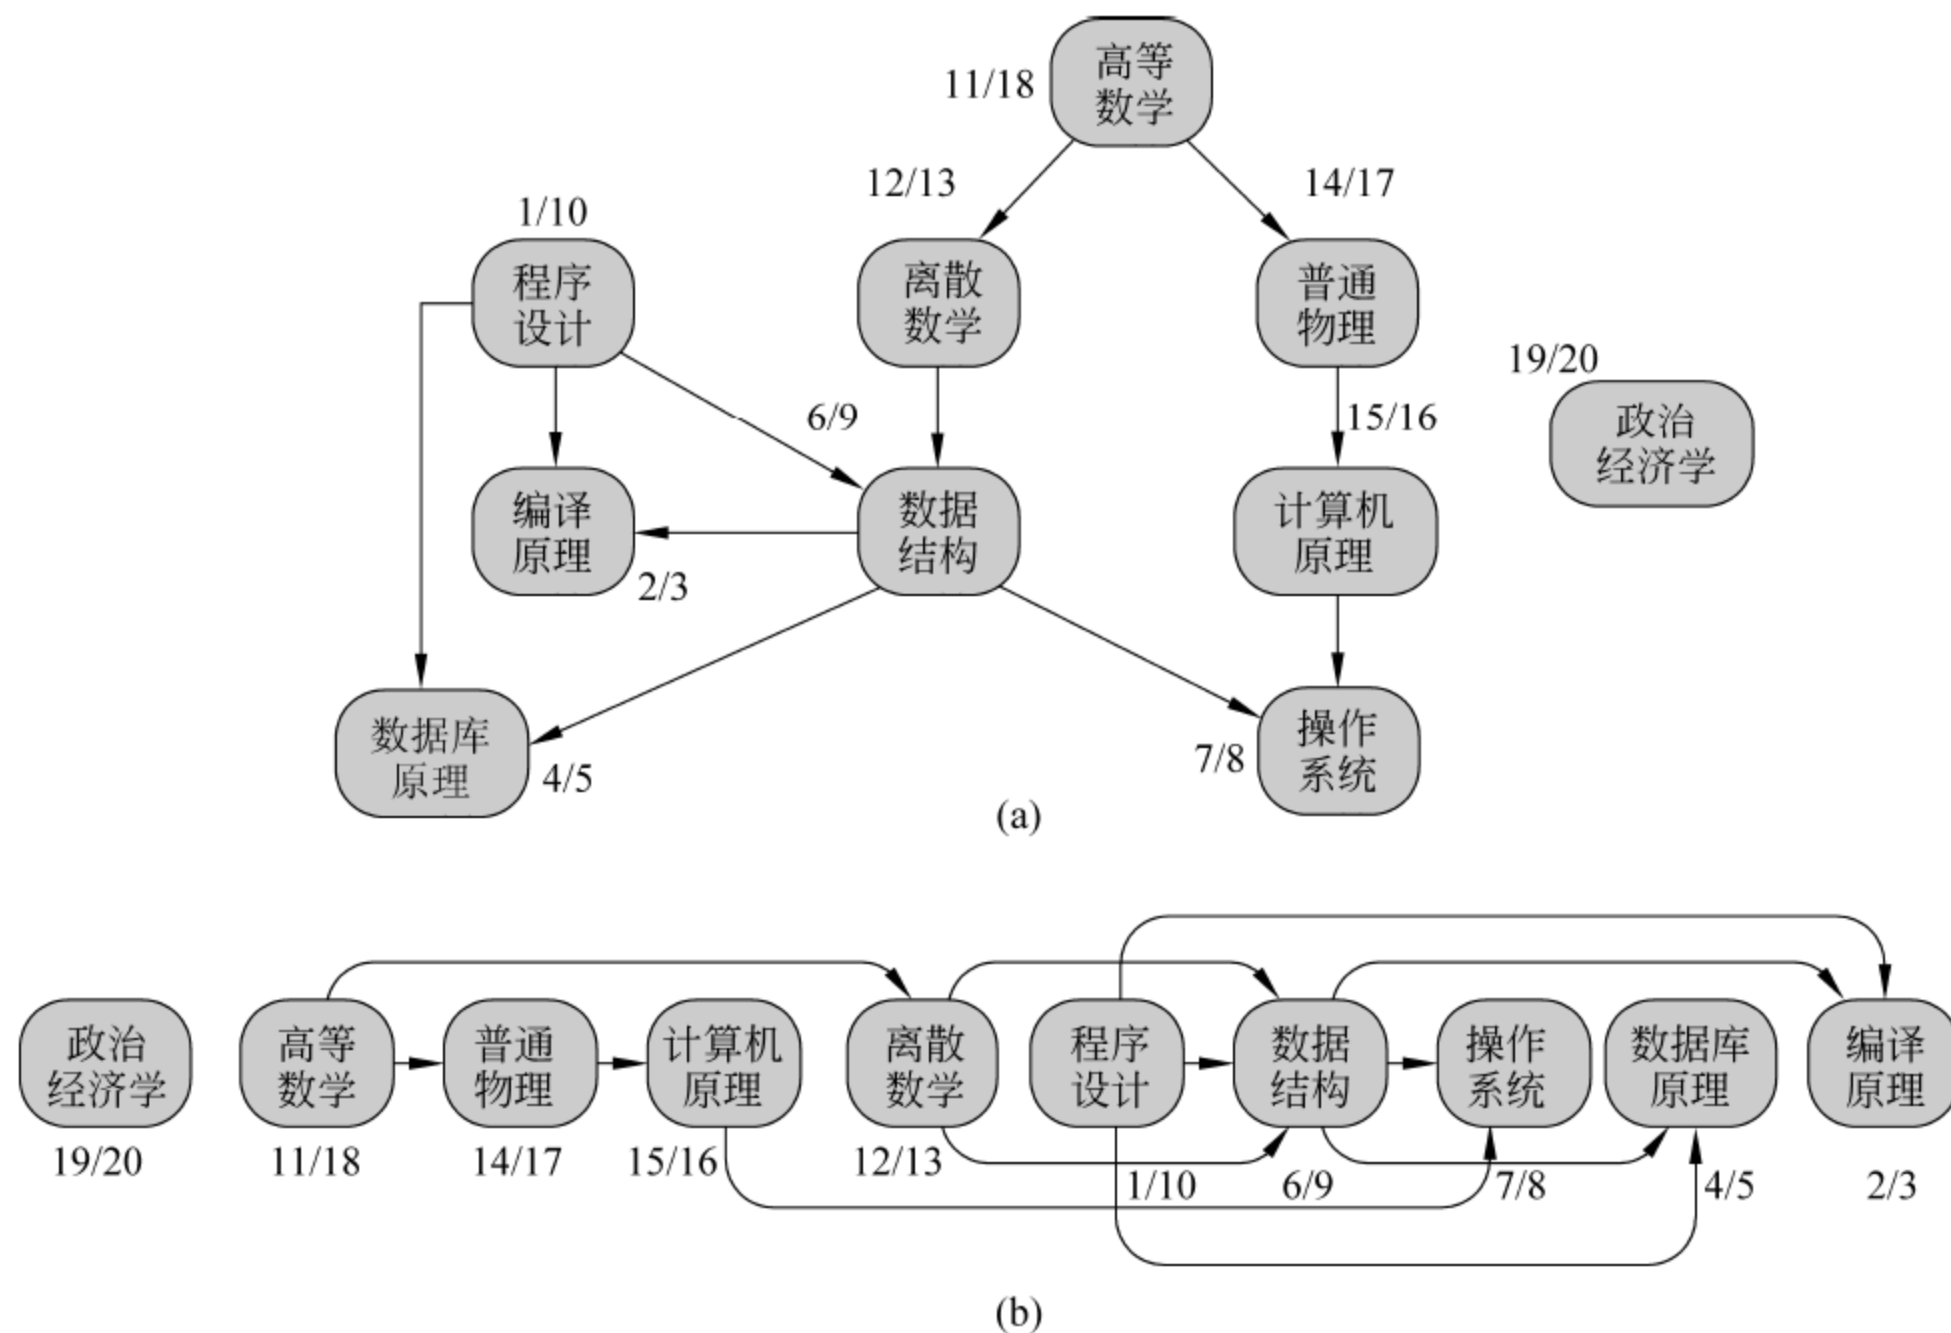 高等
数学
11/18
12/13
14/17
1/10
程序
设计
离散
数学
普通
物理
19/20
政治
经济学
6/9
15/16
编译
原理
数据
结构
计算机
原理
2/3
数据库
原理
4/5
7/8
操作
系统
(a)
政治
经济学
高等
数学
普通
物理
计算机
原理
离散
数学
程序
设计
数据
结构
操作
系统
数据库
原理
编译
原理
19/20
11/18
14/17
15/16
12/13
1/10
6/9
7/8
4/5
2/3
(b)